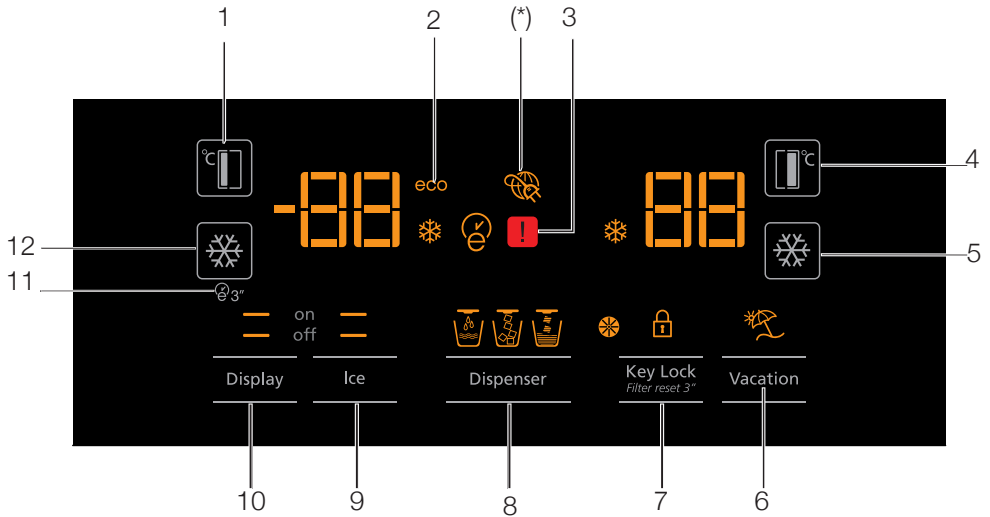 1 2 (*) 3
°C -88 eco 88 °C 4
12 e ! 5
11 e 3"
on
off
Display Ice Dispenser Key Lock Vacation
Filter reset 3"
10 9 8 7 6